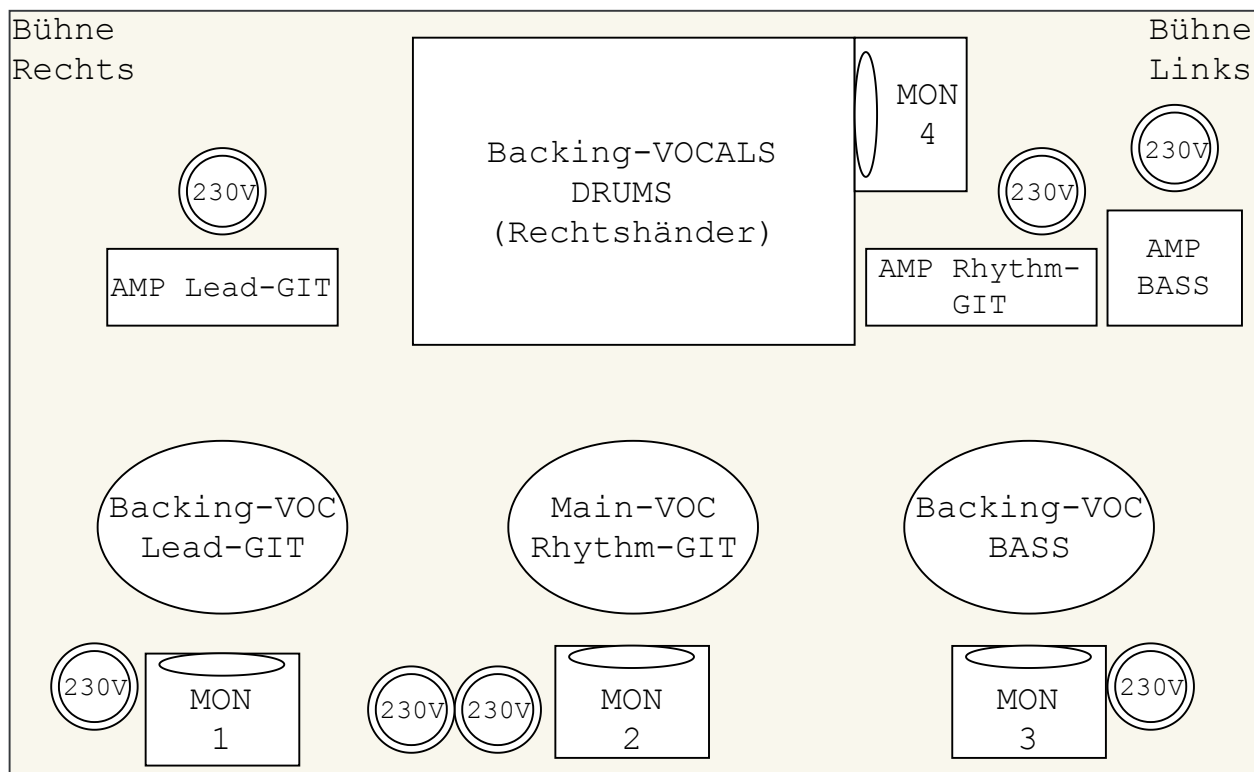 Bühne
Rechts
Bühne
Links
MON
4
Backing-VOCALS
DRUMS
(Rechtshänder)
230V
230V
230V
AMP Lead-GIT
AMP Rhythm-
GIT
AMP
BASS
Backing-VOC
Lead-GIT
Main-VOC
Rhythm-GIT
Backing-VOC
BASS
230V
MON
1
230V
230V
MON
2
MON
3
230V